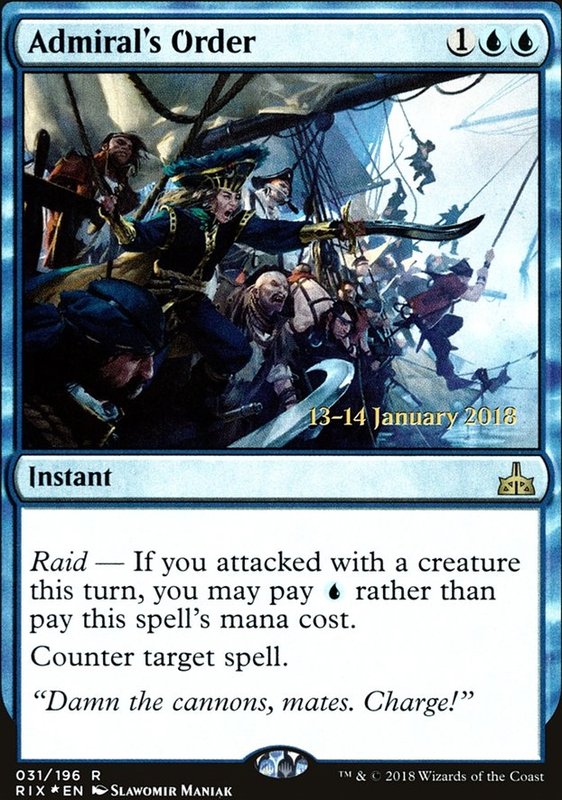 Admiral's Order 1
13–14 January 2018
Instant
Raid — If you attacked with a creature
this turn, you may pay rather than
pay this spell's mana cost.
Counter target spell.
“Damn the cannons, mates. Charge!”
031/196 R
RIX★EN Slawomir Maniak
™ & © 2018 Wizards of the Coast